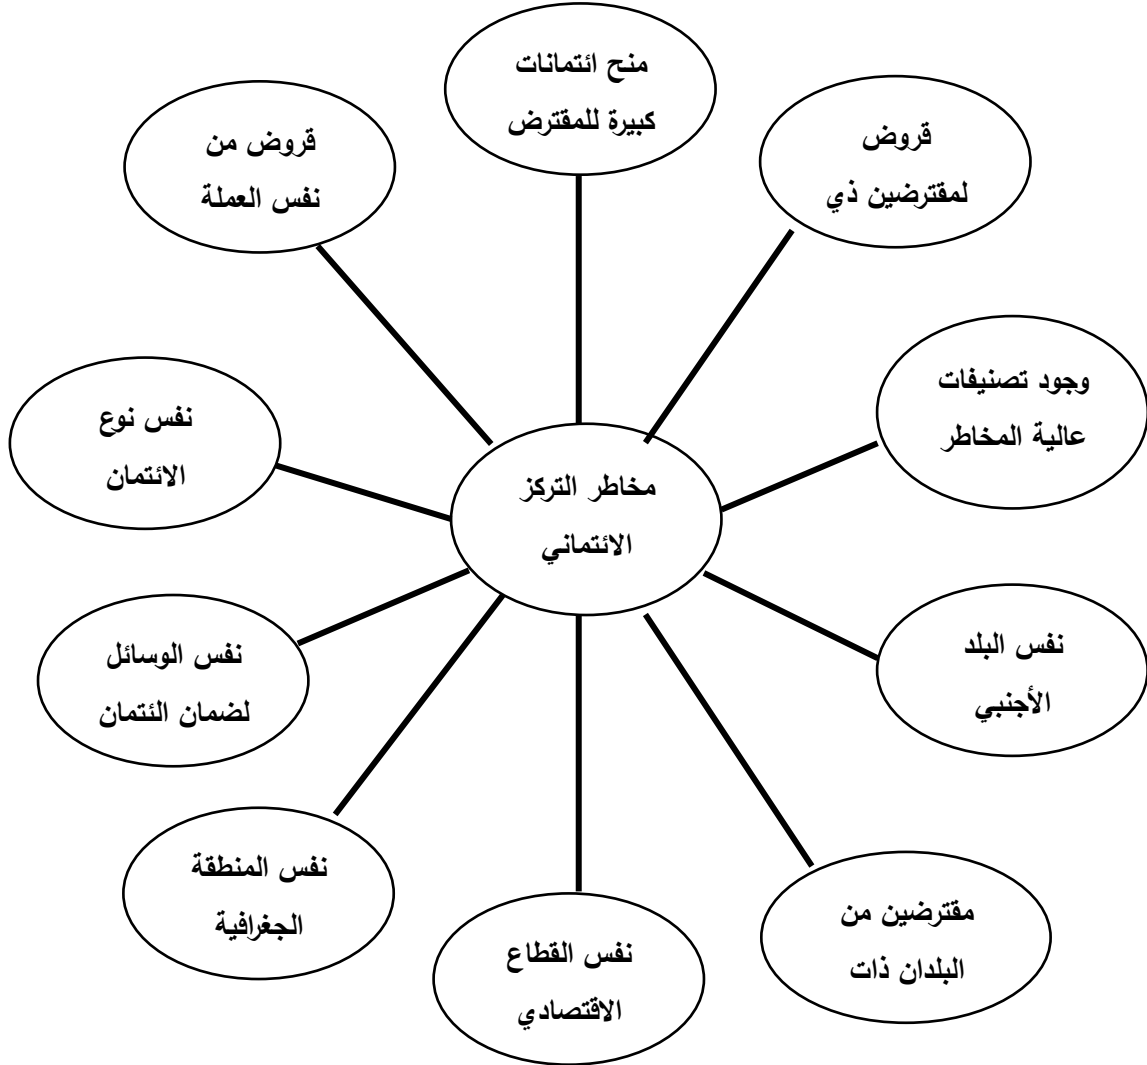 منح ائتمانات
كبيرة للمقترض
قروض
لمقترضين ذي
وجود تصنيفات
عالية المخاطر
نفس البلد
الأجنبي
مقترضين من
البلدان ذات
نفس القطاع
الاقتصادي
نفس المنطقة
الجغرافية
نفس الوسائل
لضمان الئتمان
نفس نوع
الائتمان
قروض من
نفس العملة
مخاطر التركز
الائتماني